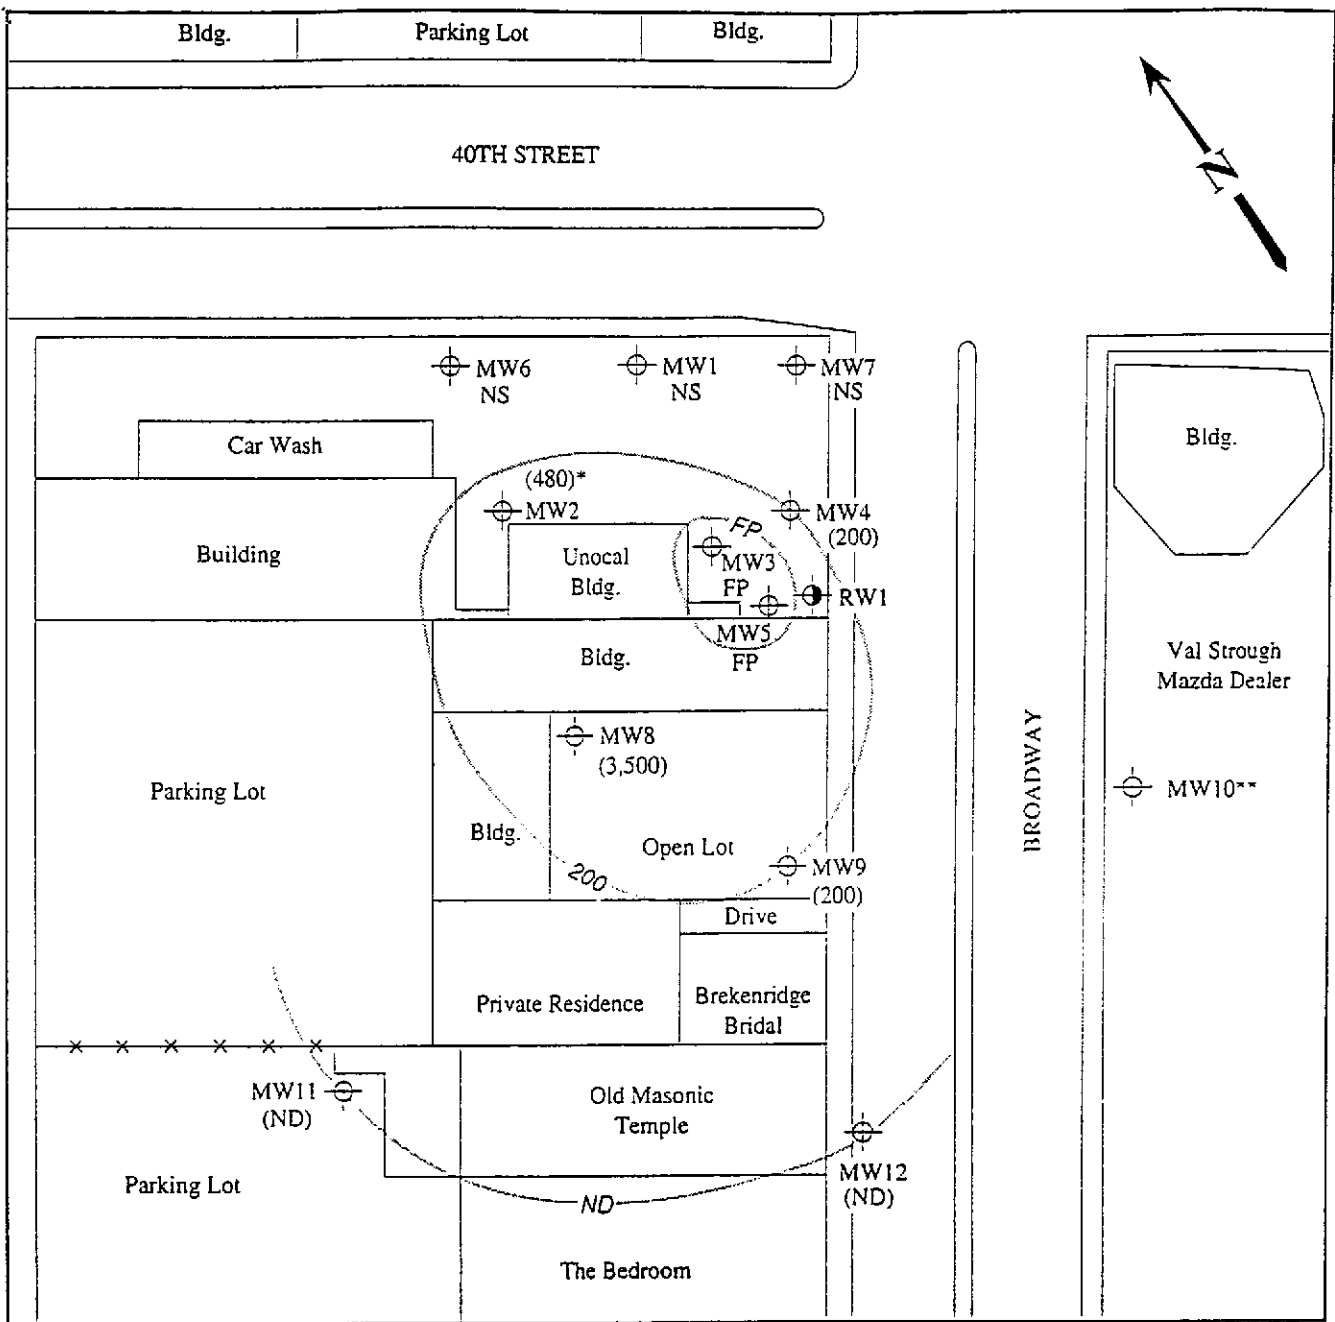 Bldg.
Parking Lot
Bldg.
40TH STREET
N
MW6
NS
MW1
NS
MW7
NS
Car Wash
Bldg.
(480)*
MW2
MW4
(200)
FP
Building
Unocal
Bldg.
MW3
FP
RW1
MW5
FP
Bldg.
Val Strough
Mazda Dealer
MW8
(3,500)
BROADWAY
Parking Lot
MW10**
Bldg.
Open Lot
200
MW9
(200)
Drive
Private Residence
Brekenridge
Bridal
MW11
(ND)
Old Masonic
Temple
MW12
(ND)
Parking Lot
ND
The Bedroom